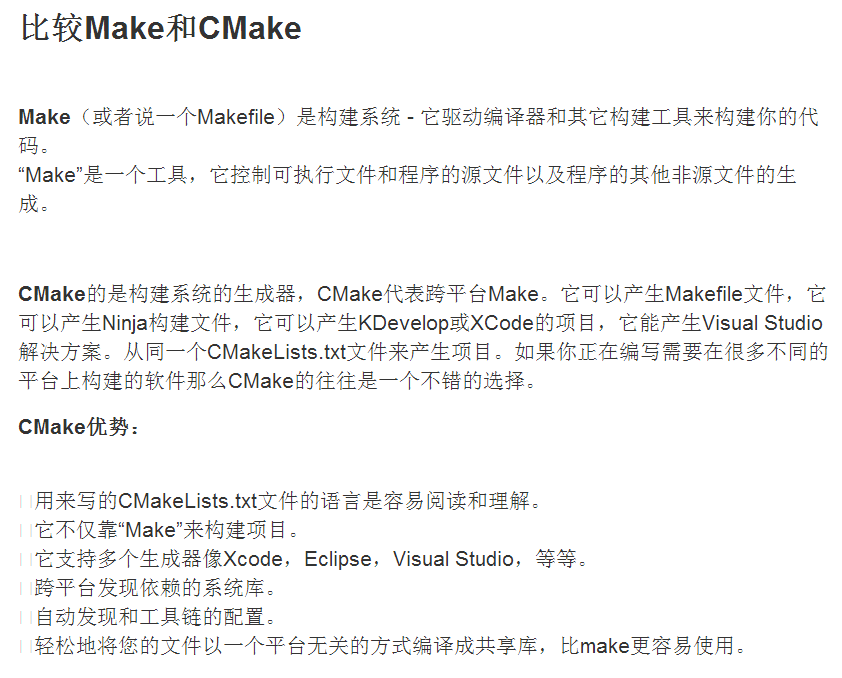 比较Make和CMake
Make（或者说一个Makefile）是构建系统 - 它驱动编译器和其它构建工具来构建你的代
码。
“Make”是一个工具，它控制可执行文件和程序的源文件以及程序的其他非源文件的生
成。
CMake的是构建系统的生成器，CMake代表跨平台Make。它可以产生Makefile文件，它
可以产生Ninja构建文件，它可以产生KDevelop或XCode的项目，它能产生Visual Studio
解决方案。从同一个CMakeLists.txt文件来产生项目。如果你正在编写需要在很多不同的
平台上构建的软件那么CMake的往往是一个不错的选择。
CMake优势：
用来写的CMakeLists.txt文件的语言是容易阅读和理解。
它不仅靠“Make”来构建项目。
它支持多个生成器像Xcode，Eclipse，Visual Studio，等等。
跨平台发现依赖的系统库。
自动发现和工具链的配置。
轻松地将您的文件以一个平台无关的方式编译成共享库，比make更容易使用。